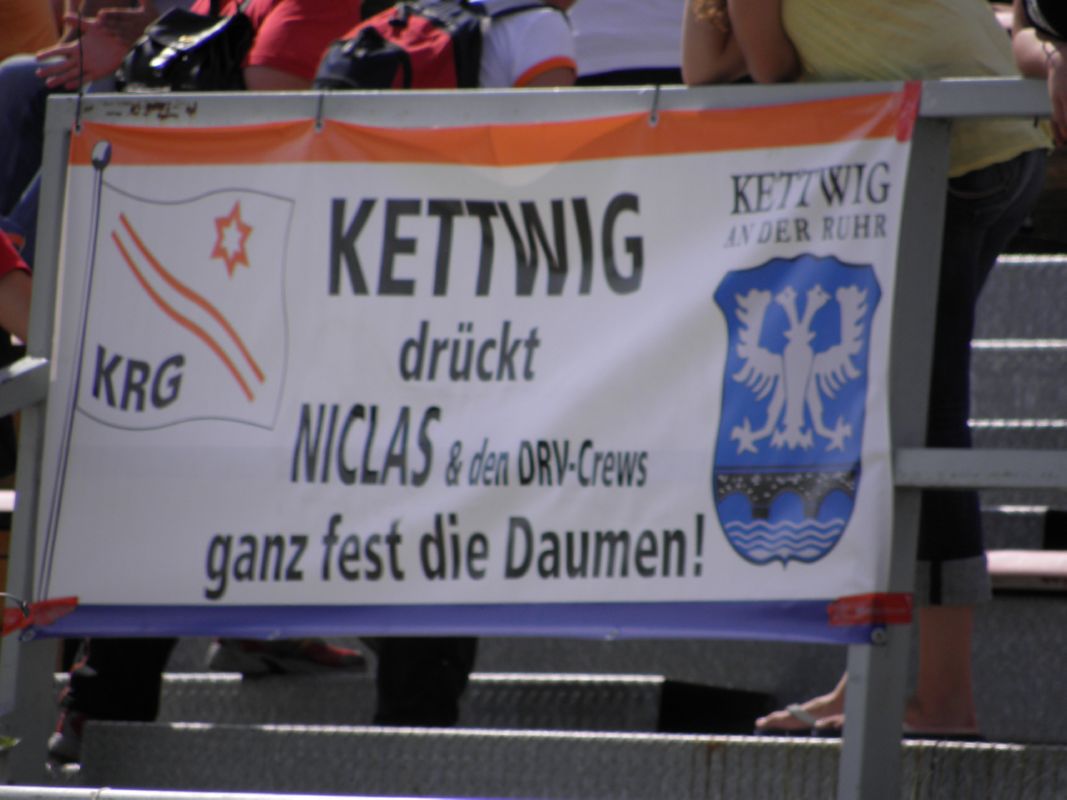 KRG
KETTWIG
drückt
NICLAS & den DRV-Crews
ganz fest die Daumen!
KETTWIG
AN DER RUHR